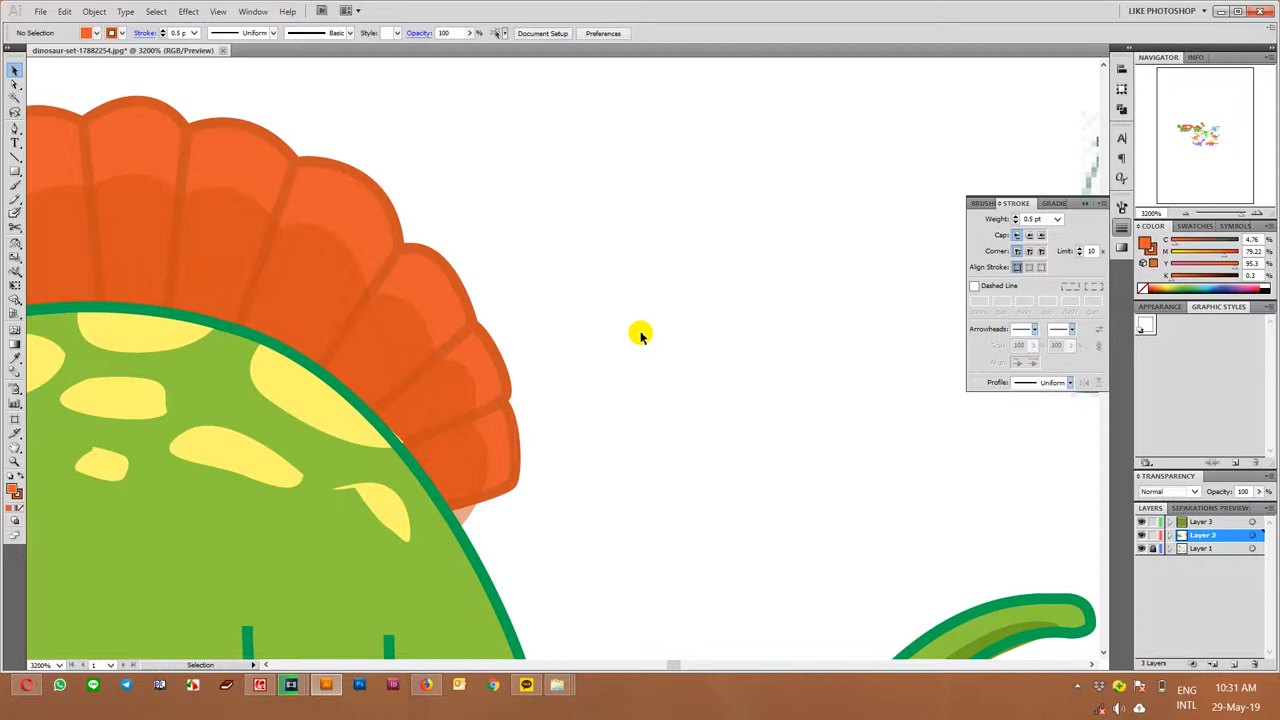 Ai File Edit Object Type Select Effect View Window Help Br LIKE PHOTOSHOP
No Selection Stroke: 0.5 p Uniform Basic Style: Opacity: 100 % Document Setup Preferences
dinosaur-set-17882254.jpg* @ 3200% (RGB/Preview)
NAVIGATOR INFO
3200%
BRUSH STROKE GRADIE
Weight: 0.5 pt
Cap:
Corner: Limit: 10 x
Align Stroke:
Dashed Line
dash gap dash gap dash gap
Arrowheads:
Scale: 100 100 %
Align:
Profile: Uniform
COLOR SWATCHES SYMBOLS
C 4.76 %
M 79.22 %
Y 95.3 %
K 0.3 %
APPEARANCE GRAPHIC STYLES
TRANSPARENCY
Normal Opacity: 100 %
LAYERS SEPARATIONS PREVIEW
Layer 3
Layer 2
Layer 1
3 Layers
3200% 1 Selection
ENG
INTL
10:31 AM
29-May-19